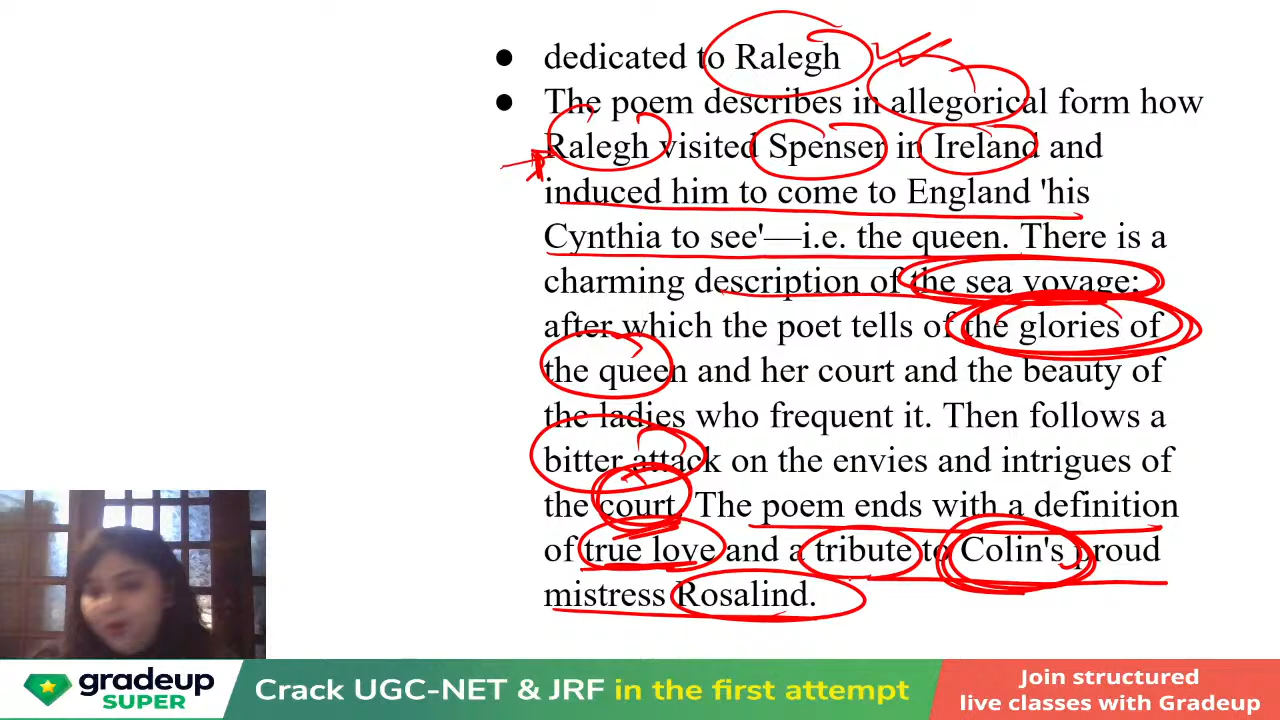 ● dedicated to Ralegh
● The poem describes in allegorical form how
Ralegh visited Spenser in Ireland and
induced him to come to England 'his
Cynthia to see'—i.e. the queen. There is a
charming description of the sea voyage;
after which the poet tells of the glories of
the queen and her court and the beauty of
the ladies who frequent it. Then follows a
bitter attack on the envies and intrigues of
the court. The poem ends with a definition
of true love and a tribute to Colin's proud
mistress Rosalind.
gradeup
SUPER
Crack UGC-NET & JRF in the first attempt
Join structured
live classes with Gradeup